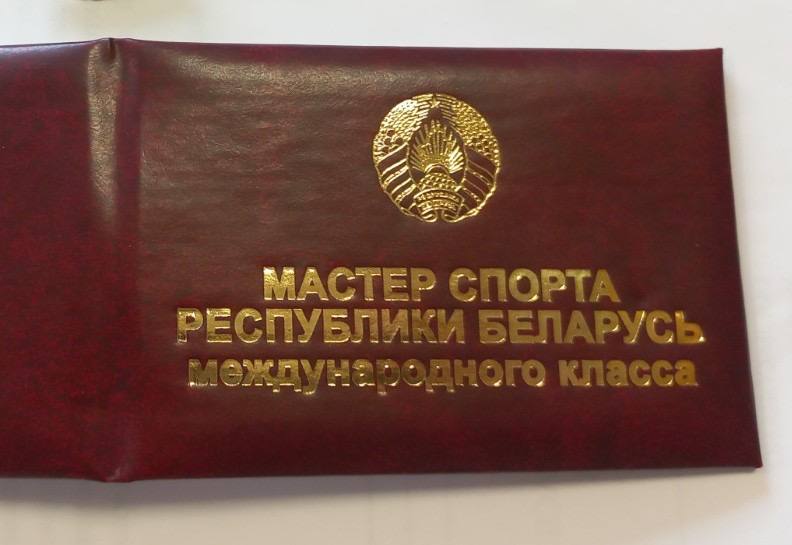 МАСТЕР СПОРТА
РЕСПУБЛИКИ БЕЛАРУСЬ
международного класса